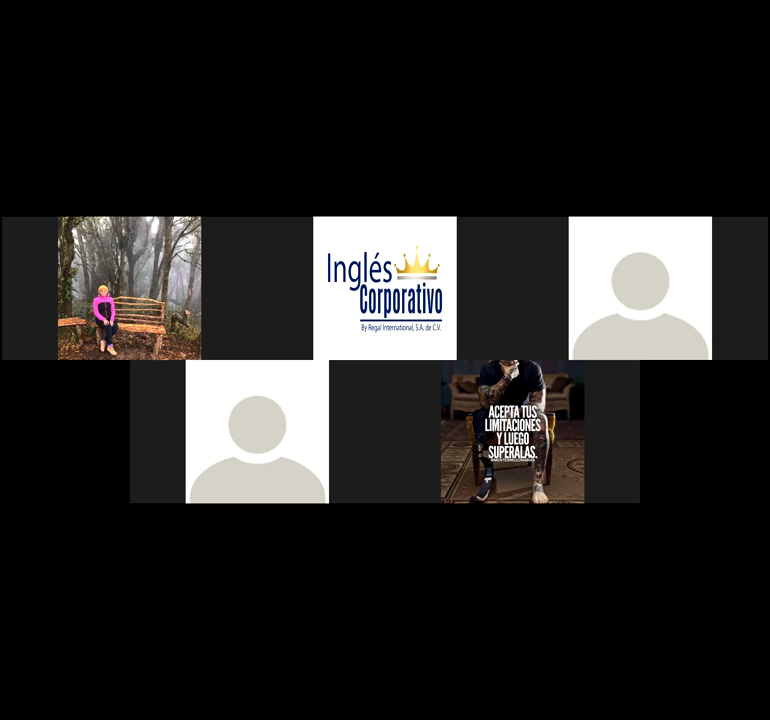 Inglés
Corporativo
By Regal International, S.A. de C.V.
ACEPTA TUS
LIMITACIONES
Y LUEGO
SUPERALAS.